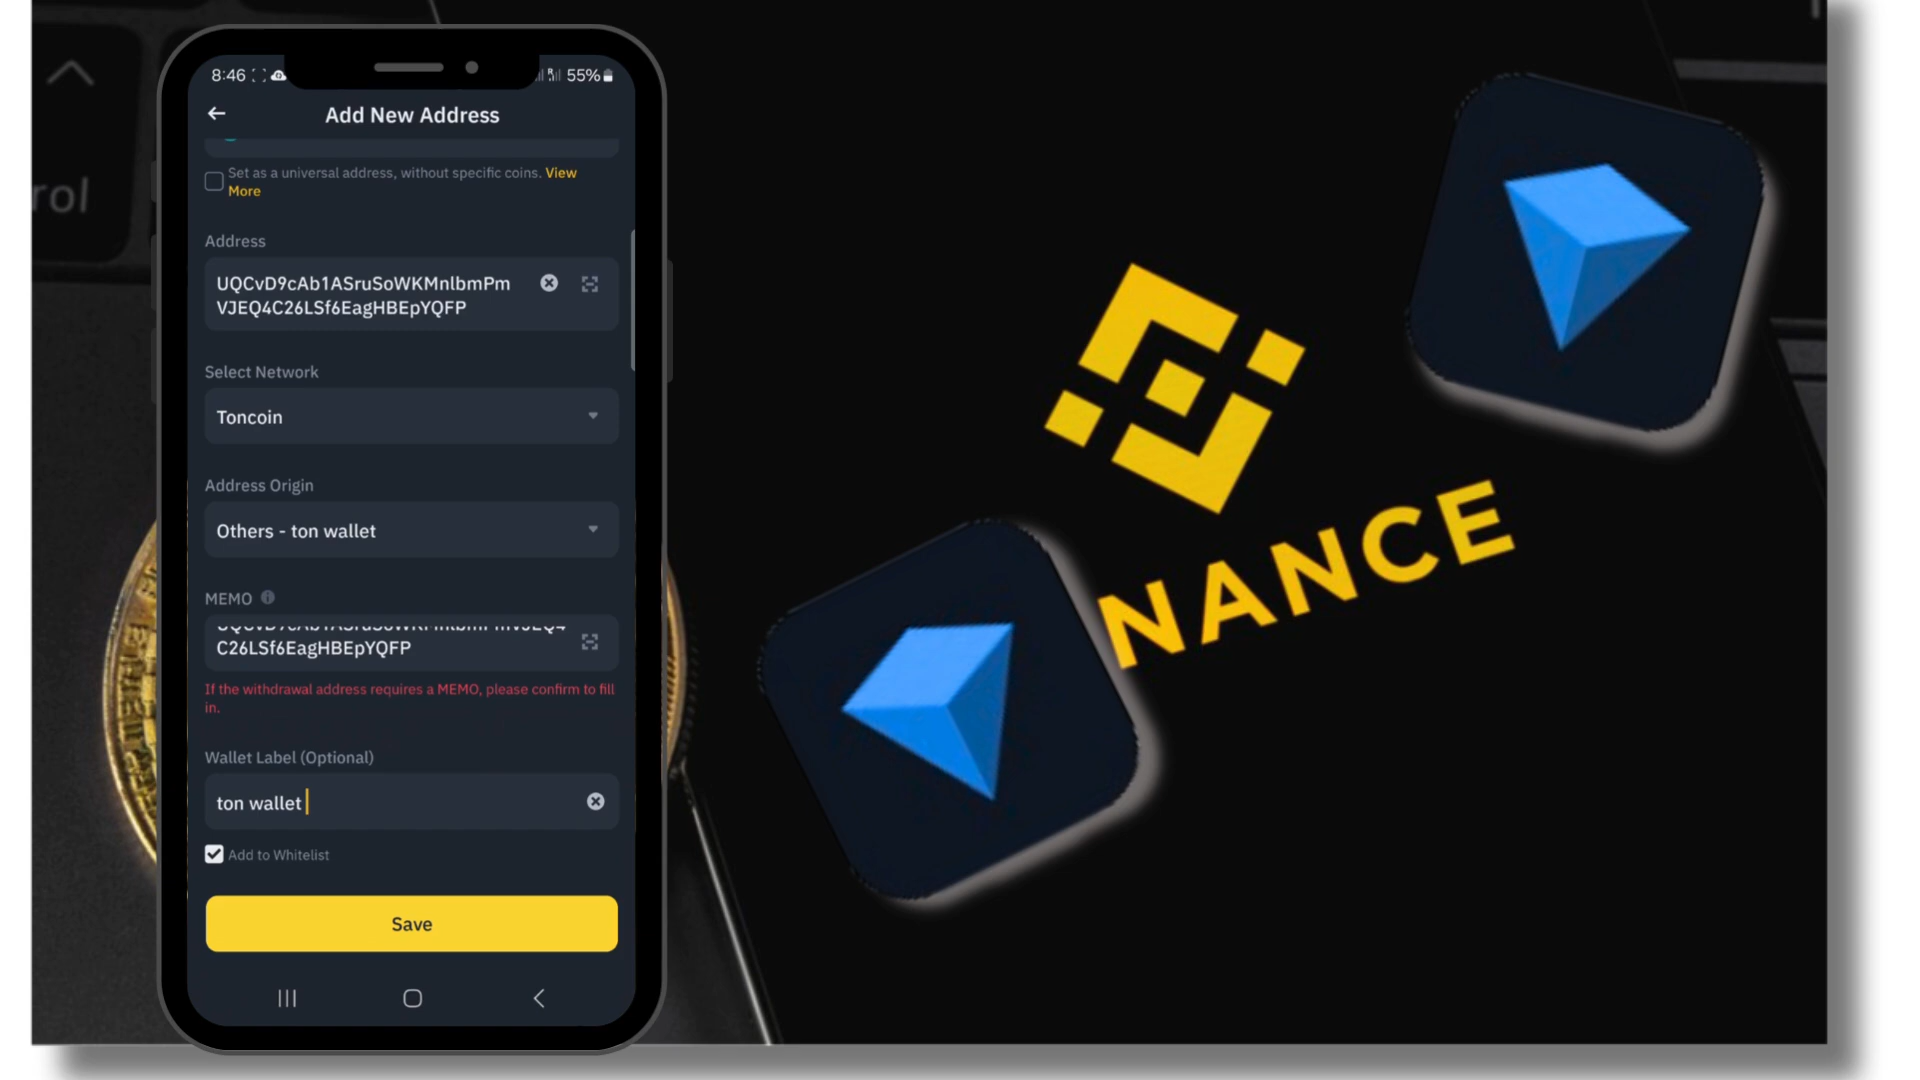 rol
8:46
55%
Add New Address
Set as a universal address, without specific coins. View
More
Address
UQCvD9cAb1ASruSoWKMnlbmPm
VJEQ4C26LSf6EagHBEpYQFP
Select Network
Toncoin
Address Origin
Others - ton wallet
MEMO
C26LSf6EagHBEpYQFP
If the withdrawal address requires a MEMO, please confirm to fill
in.
Wallet Label (Optional)
ton wallet
Add to Whitelist
Save
NANCE